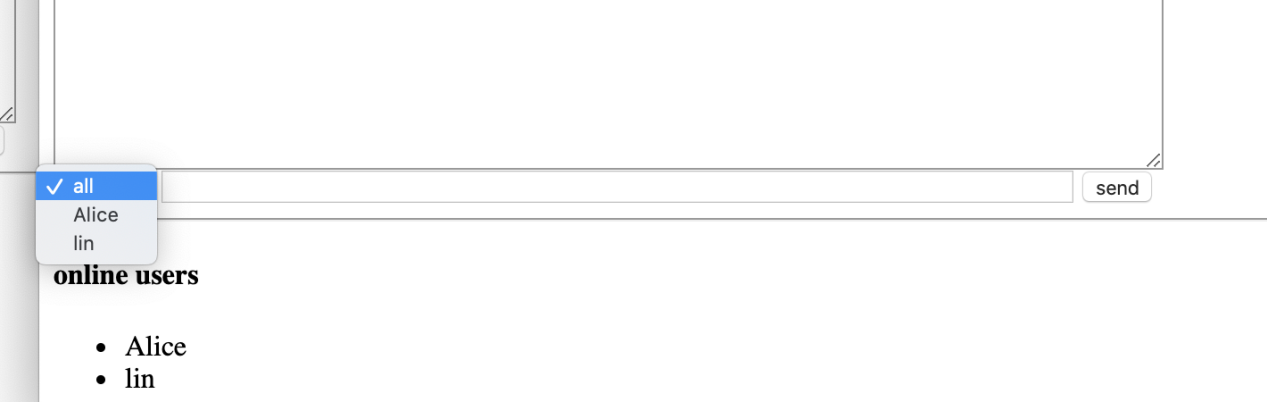 ✓ all
Alice
lin
send
online users
• Alice
• lin